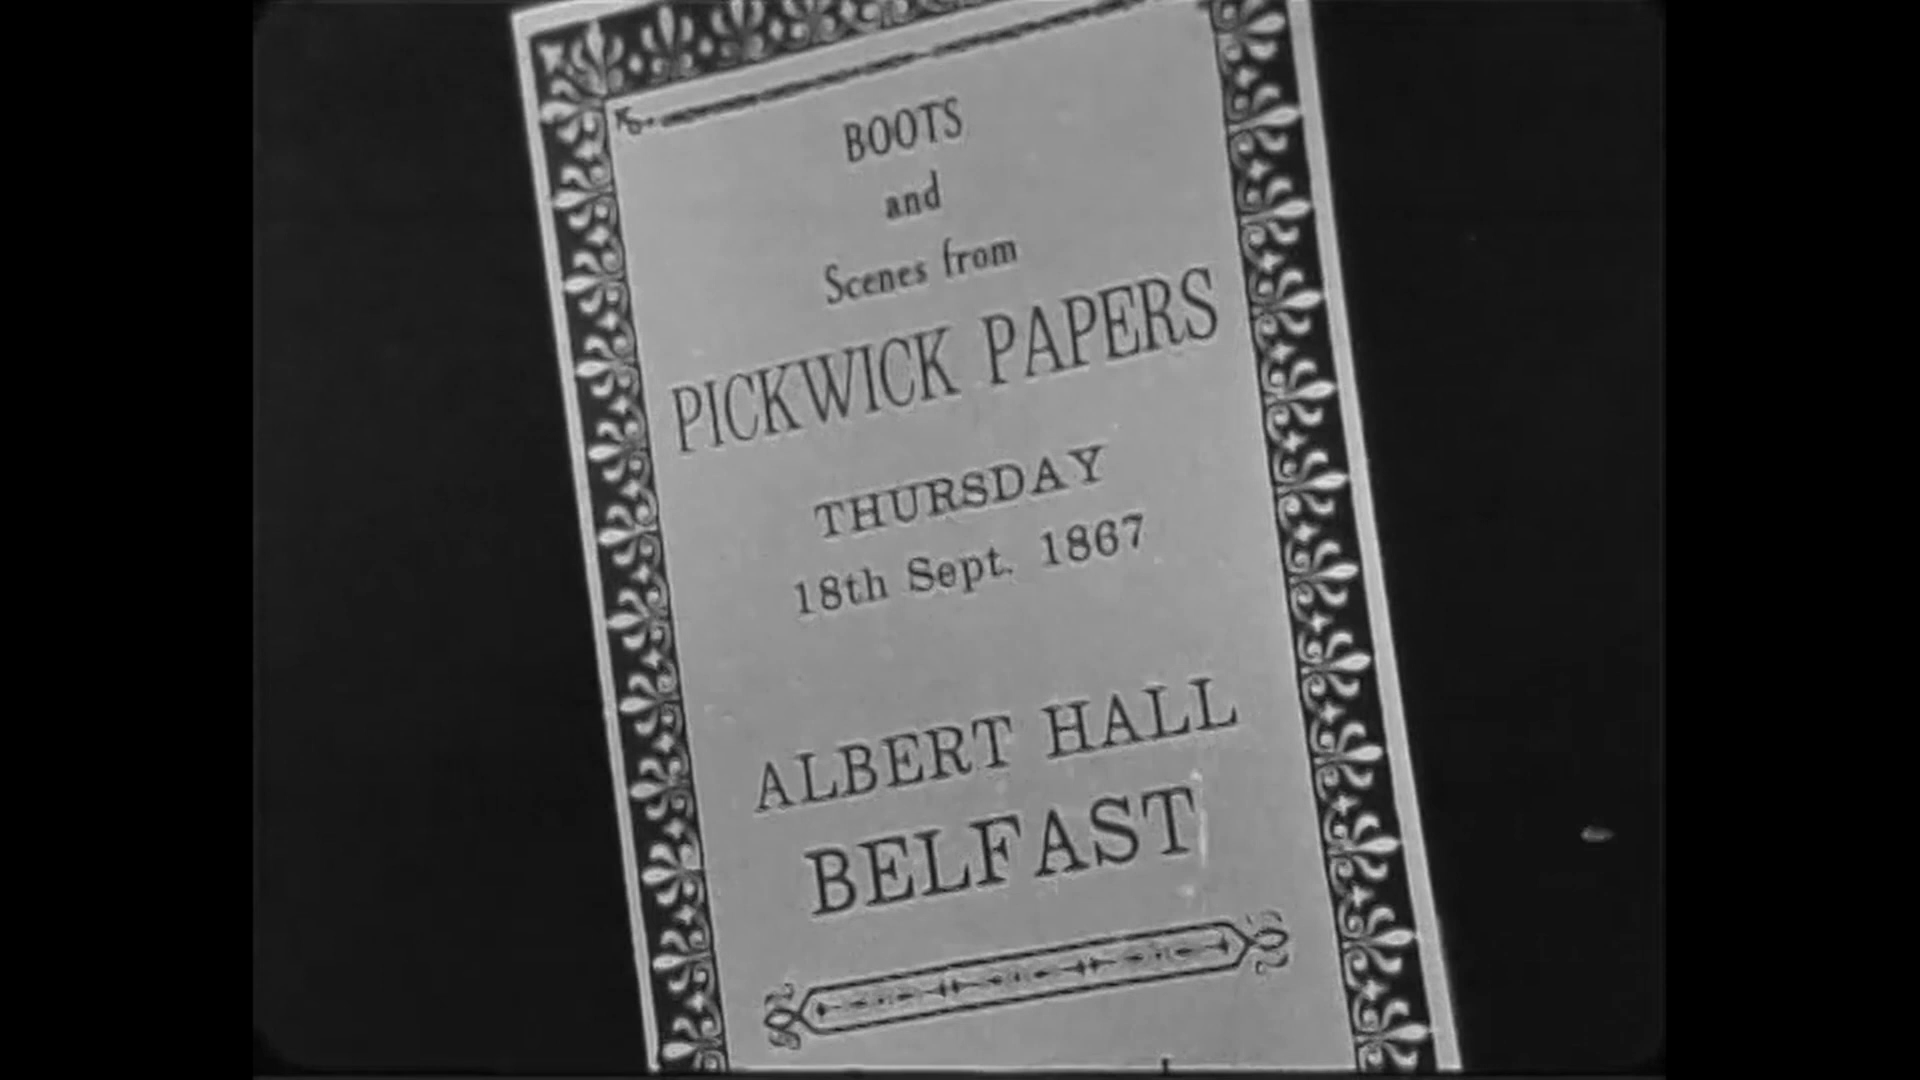 BOOTS
and
Scenes from
PICKWICK PAPERS
THURSDAY
18th Sept. 1867
ALBERT HALL
BELFAST